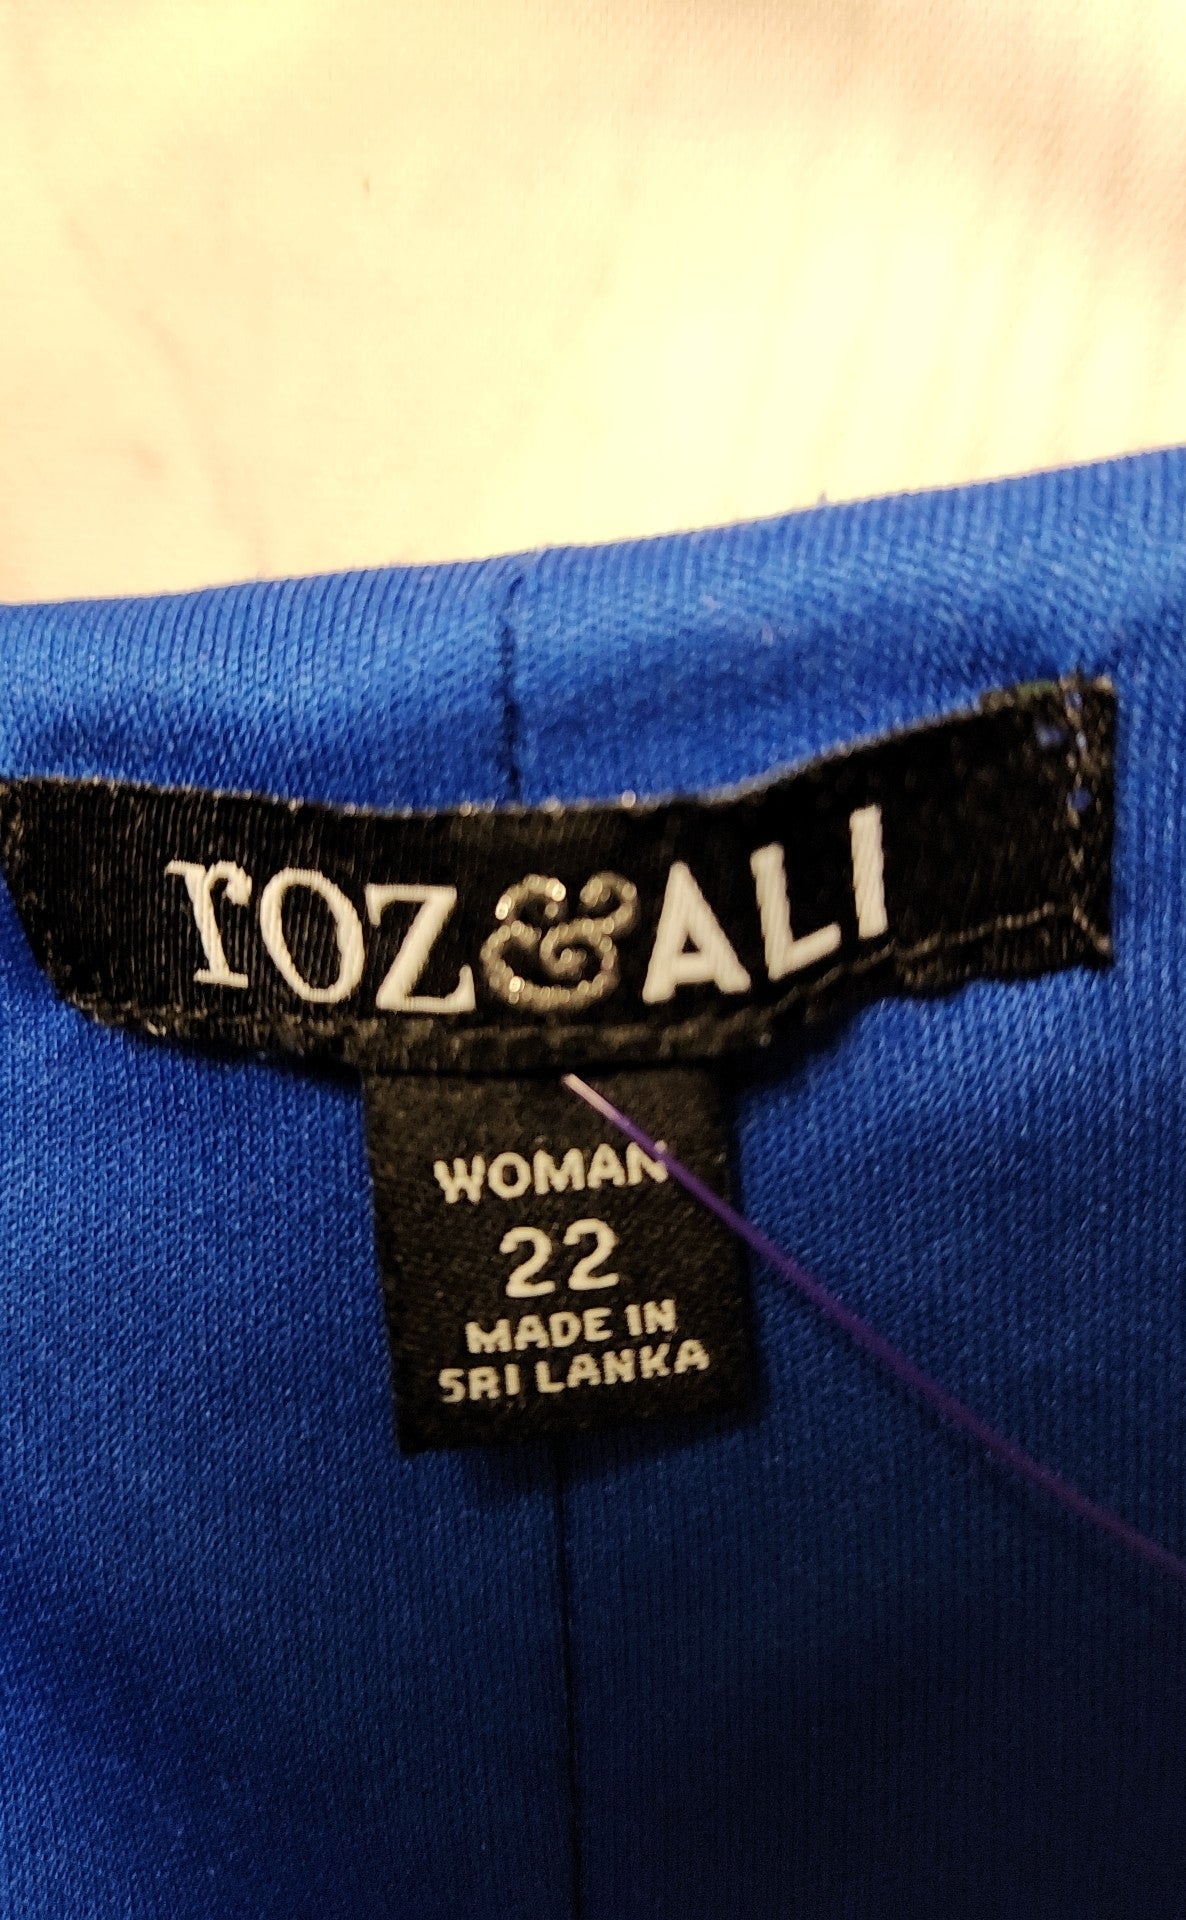 roz&ALI
WOMAN
22
MADE IN
SRI LANKA